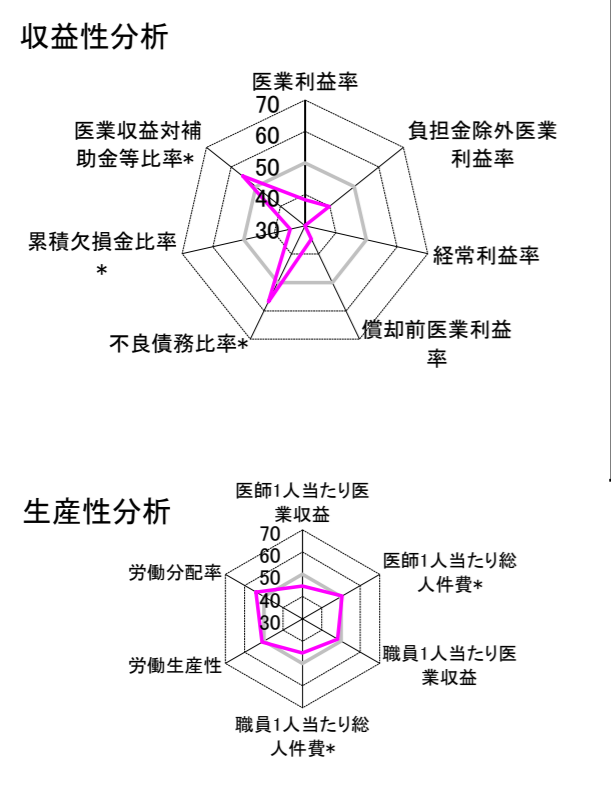 収益性分析
医業利益率
70
60
50
40
30
負担金除外医業
利益率
経常利益率
償却前医業利益
率
不良債務比率*
累積欠損金比率
*
医業収益対補
助金等比率*
生産性分析
医師1人当たり医
業収益
70
60
50
40
30
医師1人当たり総
人件費*
職員1人当たり医
業収益
職員1人当たり総
人件費*
労働生産性
労働分配率